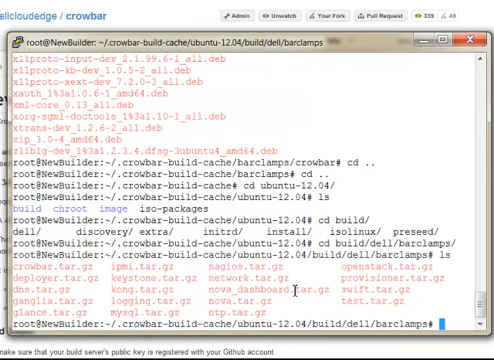 ellcloudedge / crowbar
Admin Unwatch Your Fork Pull Request 339 49
root@NewBuilder: ~/.crowbar-build-cache/ubuntu-12.04/build/dell/barclamps
x11proto-input-dev_2.1.99.6-1_all.deb
x11proto-kb-dev_1.0.5-2_all.deb
x11proto-xext-dev_7.2.0-3_all.deb
xauth_1%3a1.0.6-1_amd64.deb
xml-core_0.13_all.deb
xorg-sgml-doctools_1%3a1.10-1_all.deb
xtrans-dev_1.2.6-2_all.deb
zip_3.0-4_amd64.deb
zlib1g-dev_1%3a1.2.3.4.dfsg-3ubuntu4_amd64.deb
root@NewBuilder:~/.crowbar-build-cache/barclamps/crowbar# cd ..
root@NewBuilder:~/.crowbar-build-cache/barclamps# cd ..
root@NewBuilder:~/.crowbar-build-cache# cd ubuntu-12.04/
root@NewBuilder:~/.crowbar-build-cache/ubuntu-12.04# ls
build chroot image iso-packages
root@NewBuilder:~/.crowbar-build-cache/ubuntu-12.04# cd build/
dell/ discovery/ extra/ initrd/ install/ isolinux/ preseed/
root@NewBuilder:~/.crowbar-build-cache/ubuntu-12.04# cd build/dell/barclamps/
root@NewBuilder:~/.crowbar-build-cache/ubuntu-12.04/build/dell/barclamps# ls
crowbar.tar.gz ipmi.tar.gz nagios.tar.gz openstack.tar.gz
deployer.tar.gz keystone.tar.gz network.tar.gz provisioner.tar.gz
dns.tar.gz kong.tar.gz nova_dashboard.tar.gz swift.tar.gz
ganglia.tar.gz logging.tar.gz nova.tar.gz test.tar.gz
glance.tar.gz mysql.tar.gz ntp.tar.gz
root@NewBuilder:~/.crowbar-build-cache/ubuntu-12.04/build/dell/barclamps#
make sure that your build server's public key is registered with your Github account